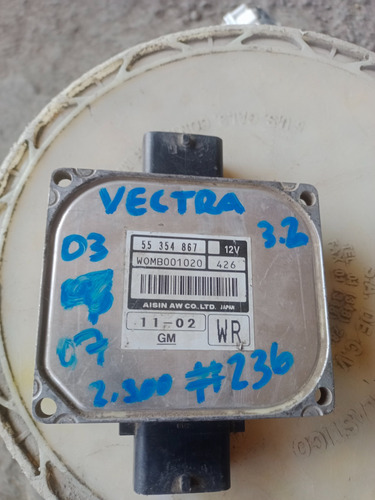 VECTRA
03
07
3.2
55 354 867 12V
W0MB001020 426
AISIN AW CO.,LTD. JAPAN
11-02 WR
GM
2.300 #236